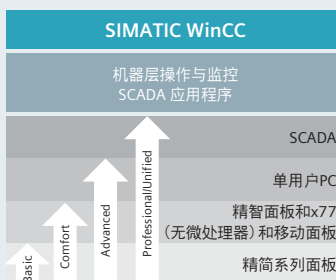 SIMATIC WinCC
机器层操作与监控
SCADA 应用程序
SCADA
单用户PC
精智面板和x77
（无微处理器）和移动面板
精简系列面板
Basic
Comfort
Advanced
Professional/Unified